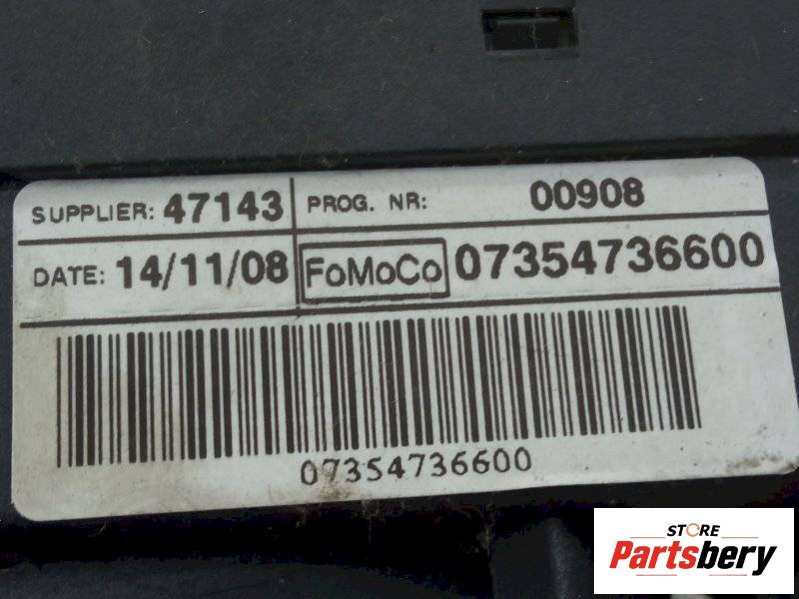 SUPPLIER: 47143 PROG. NR: 00908
DATE: 14/11/08 FoMoCo 07354736600
07354736600
STORE
Partsbery